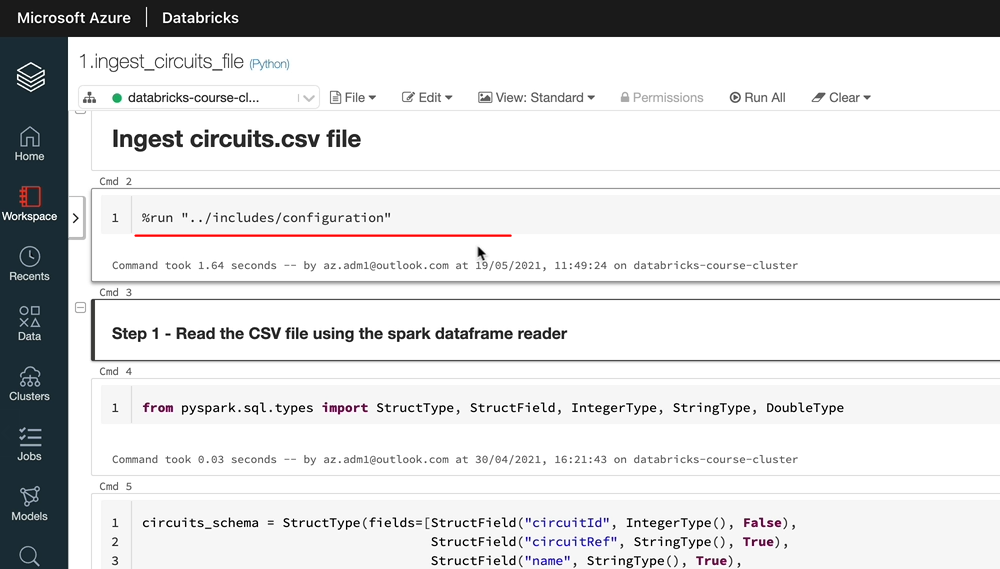 Microsoft Azure | Databricks
1.ingest_circuits_file (Python)
databricks-course-cl...
File
Edit
View: Standard
Permissions
Run All
Clear
Home
Workspace
Recents
Data
Clusters
Jobs
Models
Ingest circuits.csv file
Cmd 2
1 %run "../includes/configuration"
Command took 1.64 seconds -- by az.adm1@outlook.com at 19/05/2021, 11:49:24 on databricks-course-cluster
Cmd 3
Step 1 - Read the CSV file using the spark dataframe reader
Cmd 4
1 from pyspark.sql.types import StructType, StructField, IntegerType, StringType, DoubleType
Command took 0.03 seconds -- by az.adm1@outlook.com at 30/04/2021, 16:21:43 on databricks-course-cluster
Cmd 5
1 circuits_schema = StructType(fields=[StructField("circuitId", IntegerType(), False),
2 StructField("circuitRef", StringType(), True),
3 StructField("name", StringType(), True),